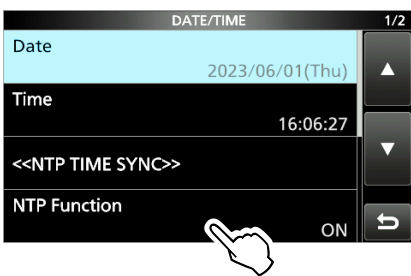 DATE/TIME 1/2
Date
2023/06/01(Thu)
Time
16:06:27
<<NTP TIME SYNC>>
NTP Function
ON